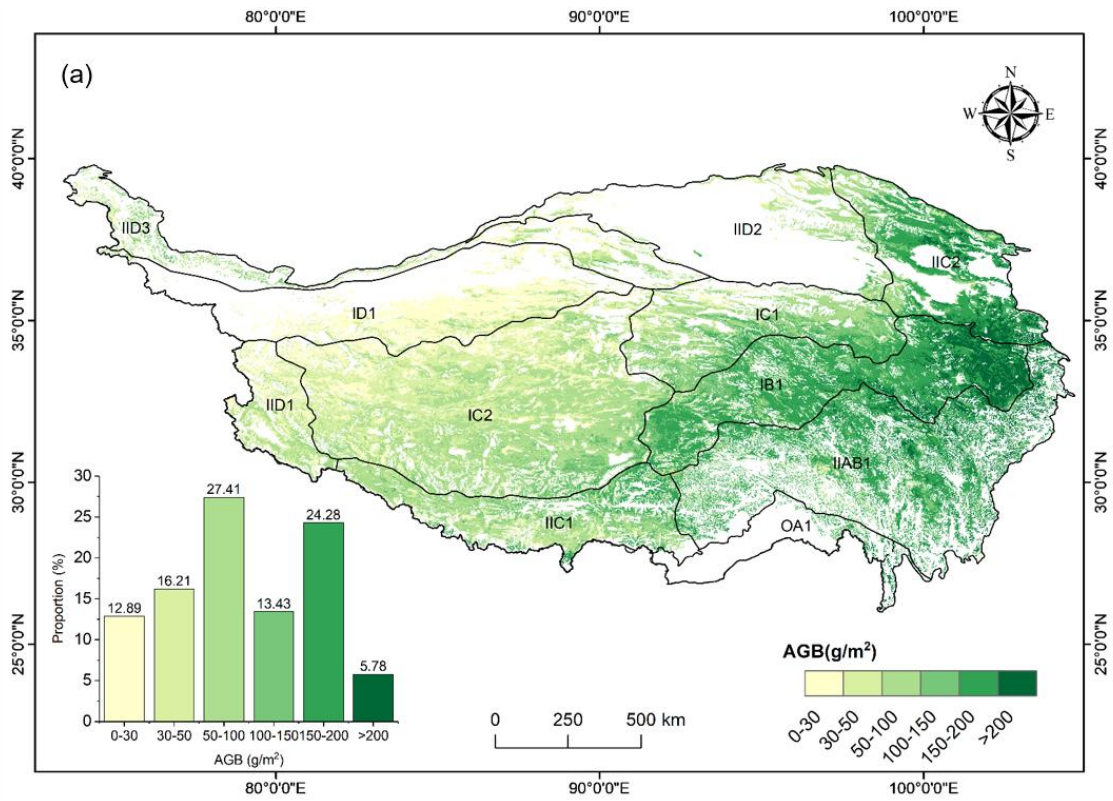 80°0'0"E 90°0'0"E 100°0'0"E
(a)
N
W E
S
40°0'0"N 40°0'0"N
IID3
IID2
IIC2
ID1
IC1
35°0'0"N 35°0'0"N
IB1
IID1
IC2
IIAB1
30°0'0"N 30°0'0"N
IIC1
OA1
25°0'0"N 25°0'0"N
Proportion (%)
30
25
20
15
10
5
0
12.89
16.21
27.41
13.43
24.28
5.78
0-30 30-50 50-100 100-150 150-200 >200
AGB (g/m²)
0 250 500 km
AGB(g/m²)
0-30
30-50
50-100
100-150
150-200
>200
80°0'0"E 90°0'0"E 100°0'0"E